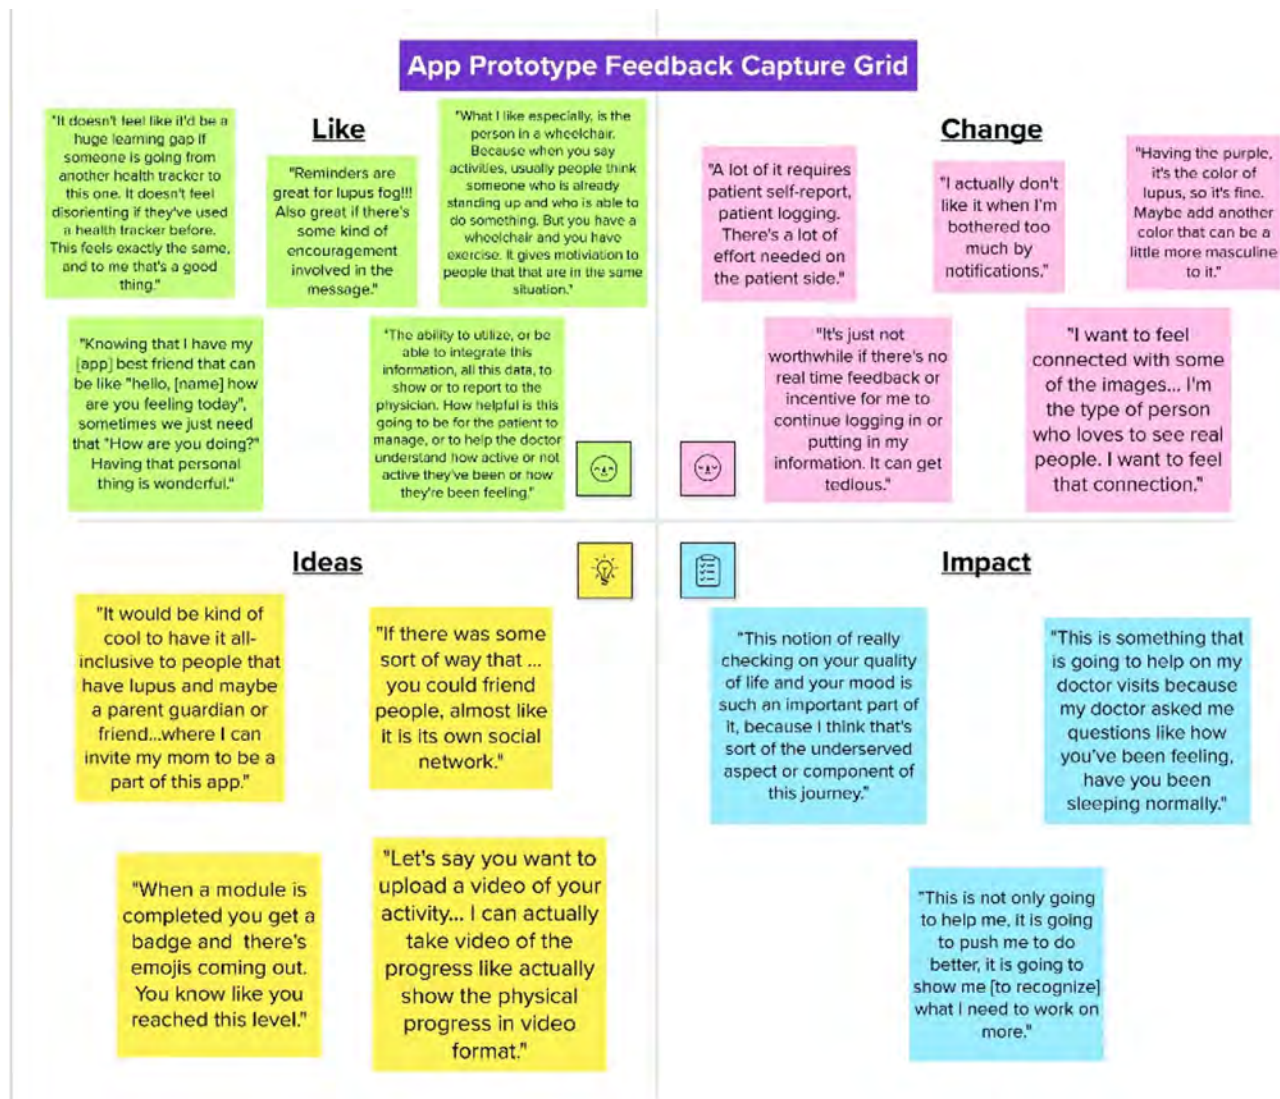 App Prototype Feedback Capture Grid
Like
"It doesn't feel like it'd be a
huge learning gap if
someone is going from
another health tracker to
this one. It doesn't feel
disorienting if they've used
a health tracker before.
This feels exactly the same,
and to me that's a good
thing."
"Reminders are
great for lupus fog!!!
Also great if there's
some kind of
encouragement
involved in the
message."
"What I like especially, is the
person in a wheelchair.
Because when you say
activities, usually people think
someone who is already
standing up and who is able to
do something. But you have a
wheelchair and you have
exercise. It gives motiviation to
people that that are in the same
situation."
"Knowing that I have my
[app] best friend that can
be like "hello, [name] how
are you feeling today",
sometimes we just need
that "How are you doing?"
Having that personal
thing is wonderful."
"The ability to utilize, or be
able to integrate this
information, all this data, to
show or to report to the
physician. How helpful is this
going to be for the patient to
manage, or to help the doctor
understand how active or not
active they've been or how
they're been feeling."
Change
"A lot of it requires
patient self-report,
patient logging.
There's a lot of
effort needed on
the patient side."
"I actually don't
like it when I'm
bothered too
much by
notifications."
"Having the purple,
it's the color of
lupus, so it's fine.
Maybe add another
color that can be a
little more masculine
to it."
"It's just not
worthwhile if there's no
real time feedback or
incentive for me to
continue logging in or
putting in my
information. It can get
tedious."
"I want to feel
connected with some
of the images... I'm
the type of person
who loves to see real
people. I want to feel
that connection."
Ideas
"It would be kind of
cool to have it all-
inclusive to people that
have lupus and maybe
a parent guardian or
friend...where I can
invite my mom to be a
part of this app."
"If there was some
sort of way that ...
you could friend
people, almost like
it is its own social
network."
"When a module is
completed you get a
badge and there's
emojis coming out.
You know like you
reached this level."
"Let's say you want to
upload a video of your
activity... I can actually
take video of the
progress like actually
show the physical
progress in video
format."
Impact
"This notion of really
checking on your quality
of life and your mood is
such an important part of
it, because I think that's
sort of the underserved
aspect or component of
this journey."
"This is something that
is going to help on my
doctor visits because
my doctor asked me
questions like how
you've been feeling,
have you been
sleeping normally."
"This is not only going
to help me, it is going
to push me to do
better, it is going to
show me [to recognize]
what I need to work on
more."